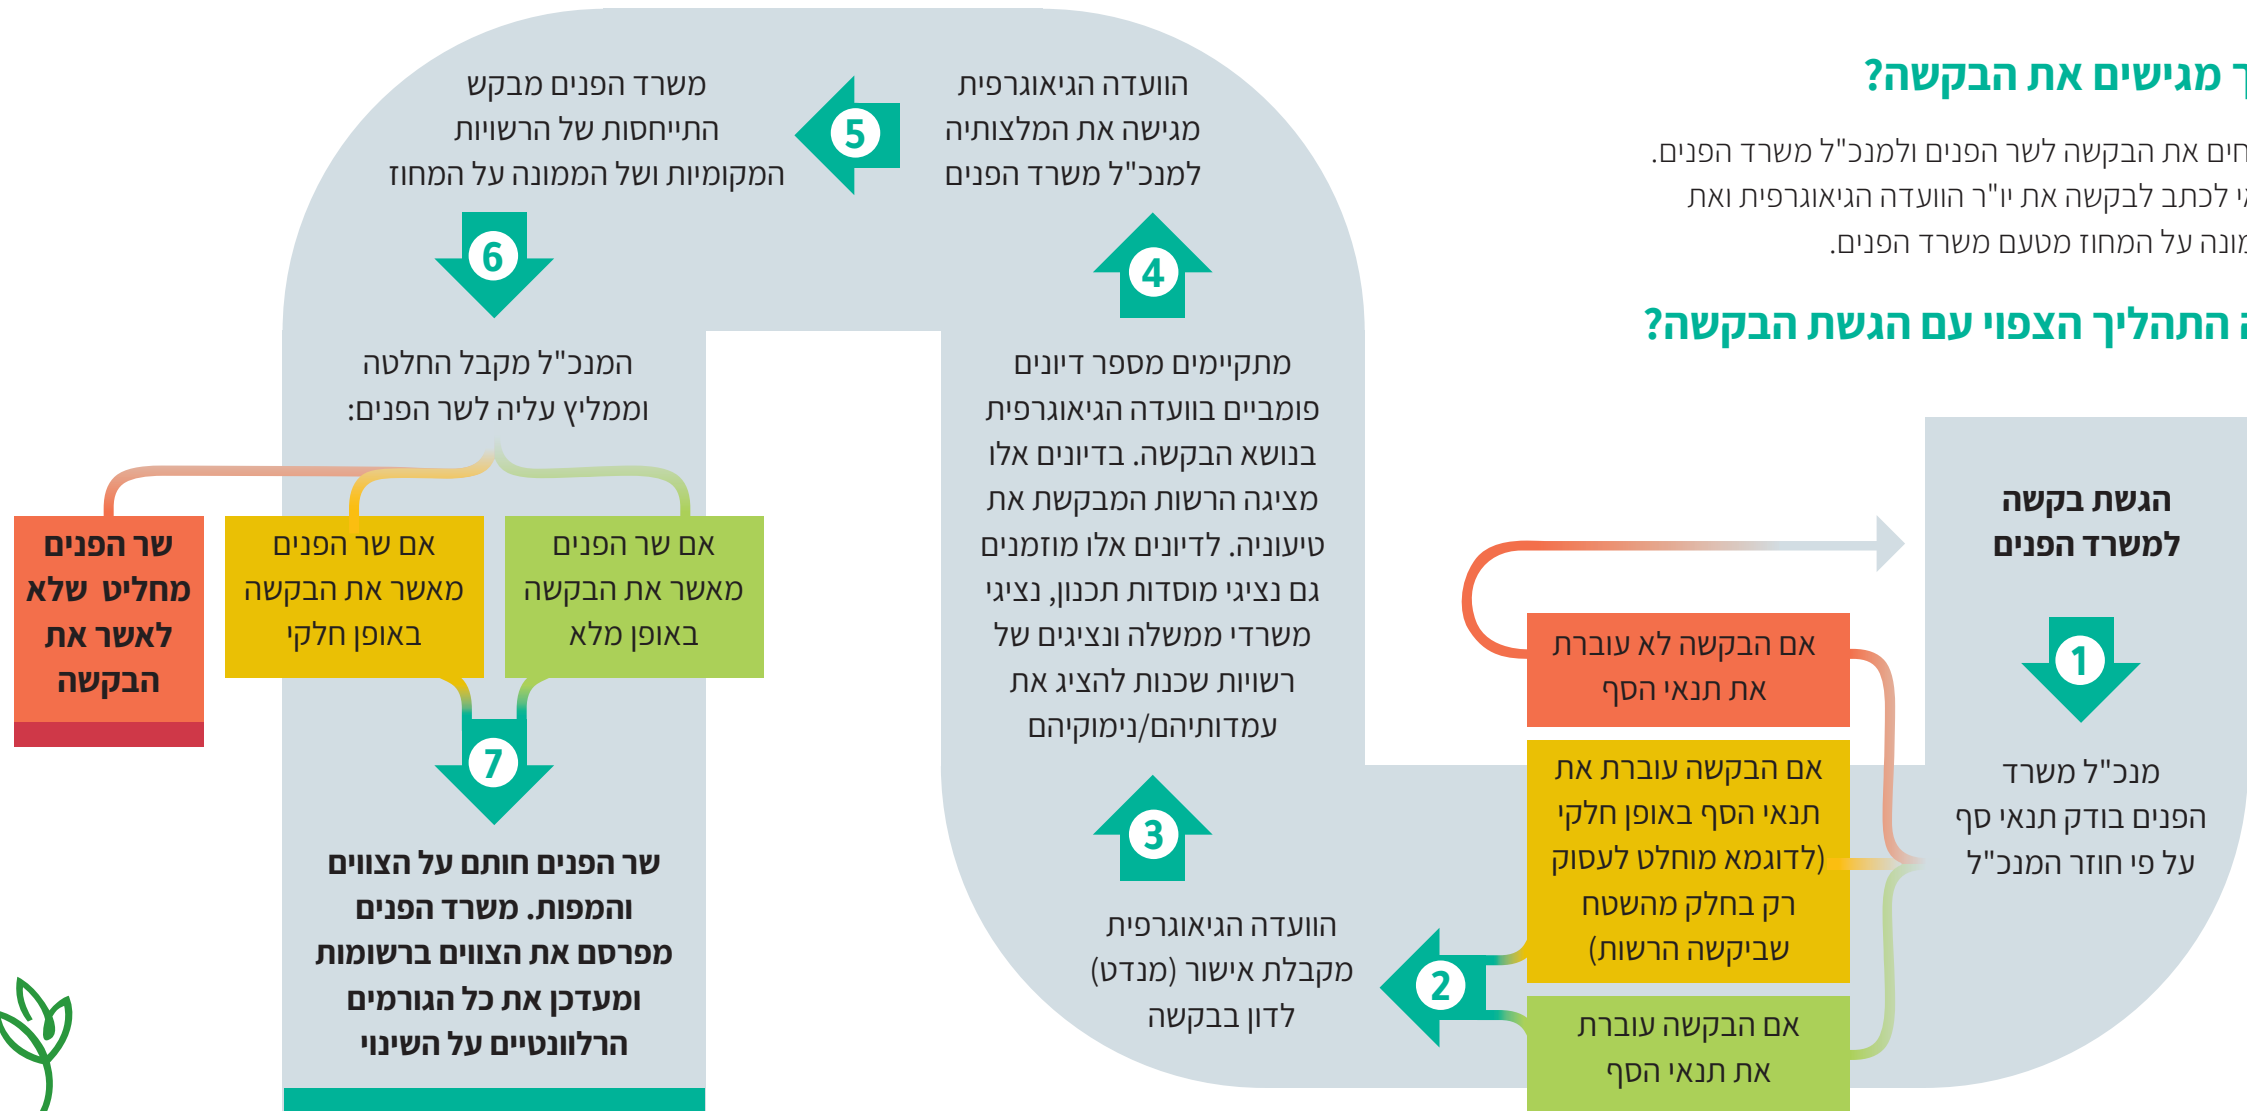 מגישים את הבקשה?
את הבקשה לשר הפנים ולמנכ"ל משרד הפנים.
לכתב לבקשה את יו"ר הוועדה הגיאוגרפית ואת
על המחוז מטעם משרד הפנים.
התהליך הצפוי עם הגשת הבקשה?
הגשת בקשה
למשרד הפנים
1
מנכ"ל משרד
הפנים בודק תנאי סף
על פי חוזר המנכ"ל
אם הבקשה לא עוברת
את תנאי הסף
אם הבקשה עוברת את
תנאי הסף באופן חלקי
(לדוגמא מוחלט לעסוק
רק בחלק מהשטח
שביקשה הרשות)
אם הבקשה עוברת
את תנאי הסף
2
הוועדה הגיאוגרפית
מקבלת אישור (מנדט)
לדון בבקשה
3
מתקיימים מספר דיונים
פומביים בוועדה הגיאוגרפית
בנושא הבקשה. בדיונים אלו
מציגה הרשות המבקשת את
טיעוניה. לדיונים אלו מוזמנים
גם נציגי מוסדות תכנון, נציגי
משרדי ממשלה ונציגים של
רשויות שכנות להציג את
עמדותיהם/נימוקיהם
4
הוועדה הגיאוגרפית
מגישה את המלצותיה
למנכ"ל משרד הפנים
5
משרד הפנים מבקש
התייחסות של הרשויות
המקומיות ושל הממונה על המחוז
6
המנכ"ל מקבל החלטה
וממליץ עליה לשר הפנים:
אם שר הפנים
מאשר את הבקשה
באופן מלא
אם שר הפנים
מאשר את הבקשה
באופן חלקי
שר הפנים
מחליט שלא
לאשר את
הבקשה
7
שר הפנים חותם על הצווים
והמפות. משרד הפנים
מפרסם את הצווים ברשומות
ומעדכן את כל הגורמים
הרלוונטיים על השינוי